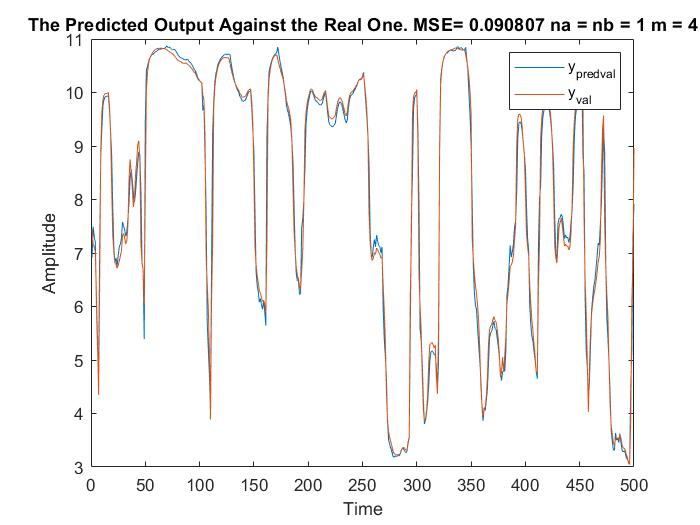 The Predicted Output Against the Real One. MSE= 0.090807 na = nb = 1 m = 4
11
10
9
8
7
6
5
4
3
Amplitude
y_predval
y_val
0 50 100 150 200 250 300 350 400 450 500
Time